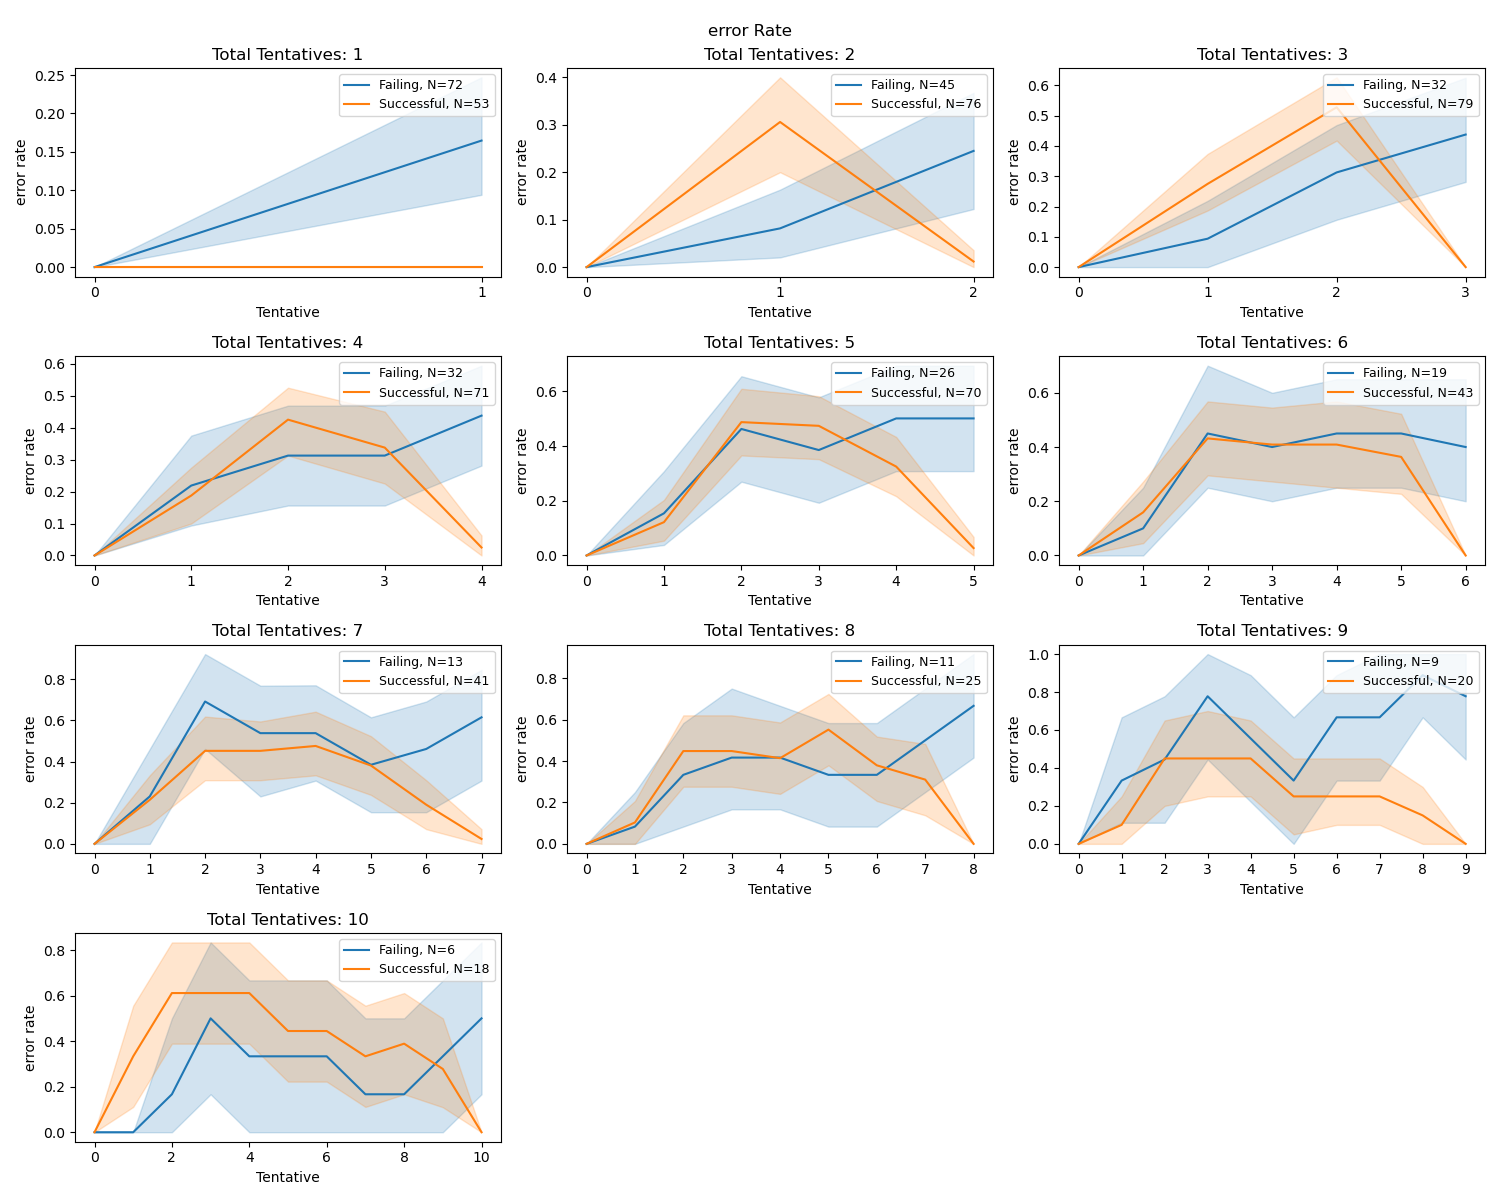 error Rate
Total Tentatives: 1
0.25
0.20
0.15
0.10
0.05
0.00
error rate
Failing, N=72
Successful, N=53
0 1
Tentative
Total Tentatives: 2
0.4
0.3
0.2
0.1
0.0
error rate
Failing, N=45
Successful, N=76
0 1 2
Tentative
Total Tentatives: 3
0.6
0.5
0.4
0.3
0.2
0.1
0.0
error rate
Failing, N=32
Successful, N=79
0 1 2 3
Tentative
Total Tentatives: 4
0.6
0.5
0.4
0.3
0.2
0.1
0.0
error rate
Failing, N=32
Successful, N=71
0 1 2 3 4
Tentative
Total Tentatives: 5
0.6
0.4
0.2
0.0
error rate
Failing, N=26
Successful, N=70
0 1 2 3 4 5
Tentative
Total Tentatives: 6
0.6
0.4
0.2
0.0
error rate
Failing, N=19
Successful, N=43
0 1 2 3 4 5 6
Tentative
Total Tentatives: 7
0.8
0.6
0.4
0.2
0.0
error rate
Failing, N=13
Successful, N=41
0 1 2 3 4 5 6 7
Tentative
Total Tentatives: 8
0.8
0.6
0.4
0.2
0.0
error rate
Failing, N=11
Successful, N=25
0 1 2 3 4 5 6 7 8
Tentative
Total Tentatives: 9
1.0
0.8
0.6
0.4
0.2
0.0
error rate
Failing, N=9
Successful, N=20
0 1 2 3 4 5 6 7 8 9
Tentative
Total Tentatives: 10
0.8
0.6
0.4
0.2
0.0
error rate
Failing, N=6
Successful, N=18
0 2 4 6 8 10
Tentative